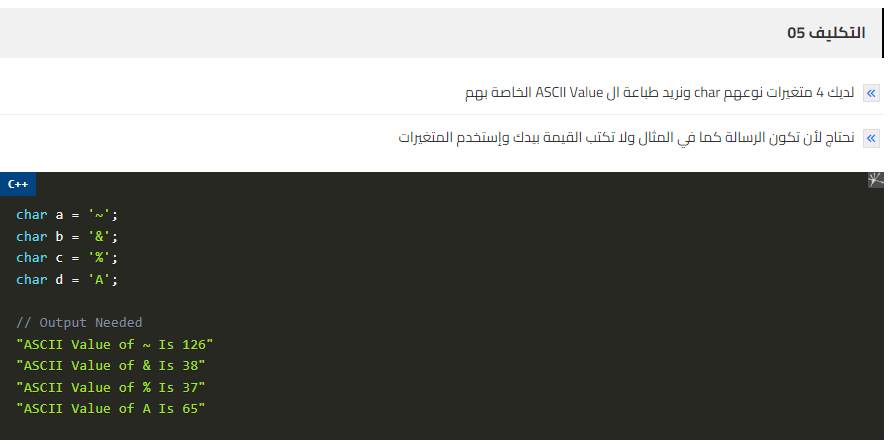 التكليف 05
لديك 4 متغيرات نوعهم char ونريد طباعة ال ASCII Value الخاصة بهم
نحتاج لأن تكون الرسالة كما في المثال ولا تكتب القيمة بيدك وإستخدم المتغيرات
C++
char a = '~';
char b = '&';
char c = '%';
char d = 'A';
// Output Needed
"ASCII Value of ~ Is 126"
"ASCII Value of & Is 38"
"ASCII Value of % Is 37"
"ASCII Value of A Is 65"